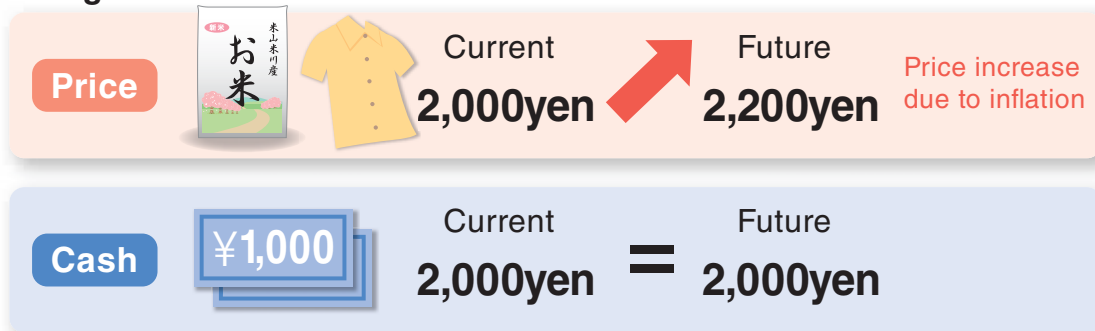 Price
新米
お米
米山米川産
Current
2,000yen
Future
2,200yen
Price increase
due to inflation
Cash
¥1,000
Current
2,000yen
=
Future
2,000yen